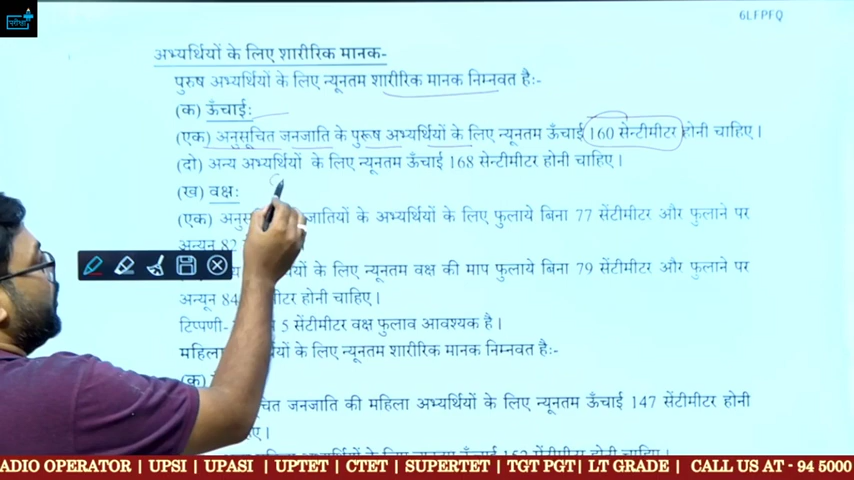 परीक्षा
6LFPFQ
अभ्यर्थियों के लिए शारीरिक मानक-
पुरुष अभ्यर्थियों के लिए न्यूनतम शारीरिक मानक निम्नवत है:-
(क) ऊँचाई:
(एक) अनुसूचित जनजाति के पुरूष अभ्यर्थियों के लिए न्यूनतम ऊँचाई 160 सेन्टीमीटर होनी चाहिए।
(दो) अन्य अभ्यर्थियों के लिए न्यूनतम ऊँचाई 168 सेन्टीमीटर होनी चाहिए।
(ख) वक्ष:
(एक) के अभ्यर्थियों के लिए फुलाये बिना 77 सेंटीमीटर और फुलाने पर
अन्यून 82
के लिए न्यूनतम वक्ष की माप फुलाये बिना 79 सेंटीमीटर और फुलाने पर
अन्यून 84 होनी चाहिए।
टिप्पणी- 5 सेंटीमीटर वक्ष फुलाव आवश्यक है।
महिला के लिए न्यूनतम शारीरिक मानक निम्नवत है:-
(क)
जनजाति की महिला अभ्यर्थियों के लिए न्यूनतम ऊँचाई 147 सेंटीमीटर होनी
ADIO OPERATOR | UPSI | UPASI | UPTET | CTET | SUPERTET | TGT PGT| LT GRADE | CALL US AT - 94 5000